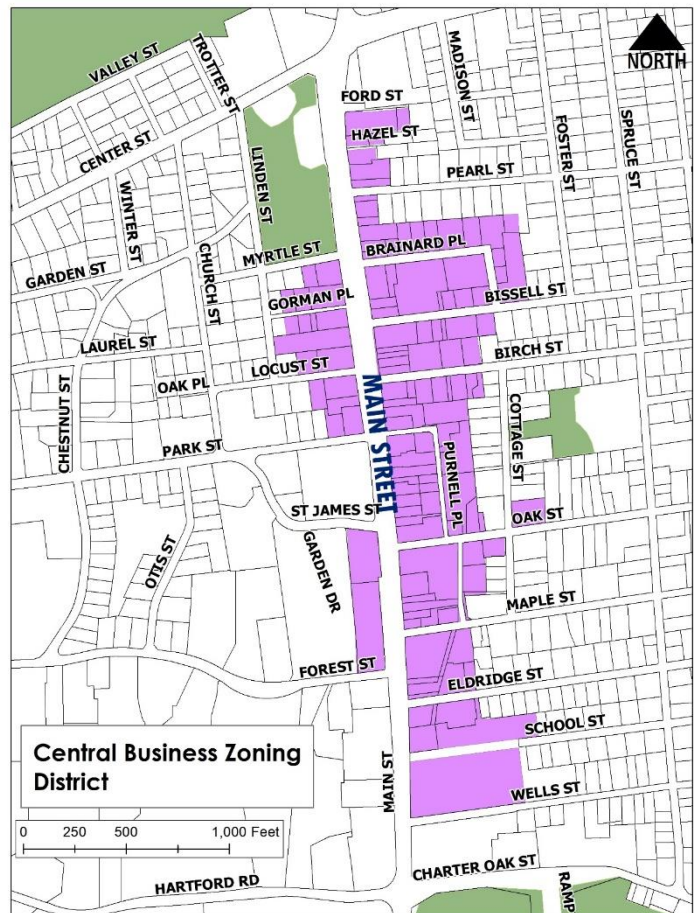 VALLEY ST
TROTTER ST
MADISON ST
NORTH
FORD ST
HAZEL ST
CENTER ST
LINDEN ST
FOSTER ST
SPRUCE ST
PEARL ST
WINTER ST
CHURCH ST
MYRTLE ST
BRAINARD PL
GARDEN ST
GORMAN PL
BISSELL ST
LAUREL ST
LOCUST ST
BIRCH ST
OAK PL
CHESTNUT ST
MAIN STREET
COTTAGE ST
PARK ST
PURNELL PL
ST JAMES ST
OAK ST
GARDEN DR
OTIS ST
MAPLE ST
FOREST ST
ELDRIDGE ST
SCHOOL ST
Central Business Zoning
District
MAIN ST
WELLS ST
0 250 500 1,000 Feet
CHARTER OAK ST
HARTFORD RD
RAMP